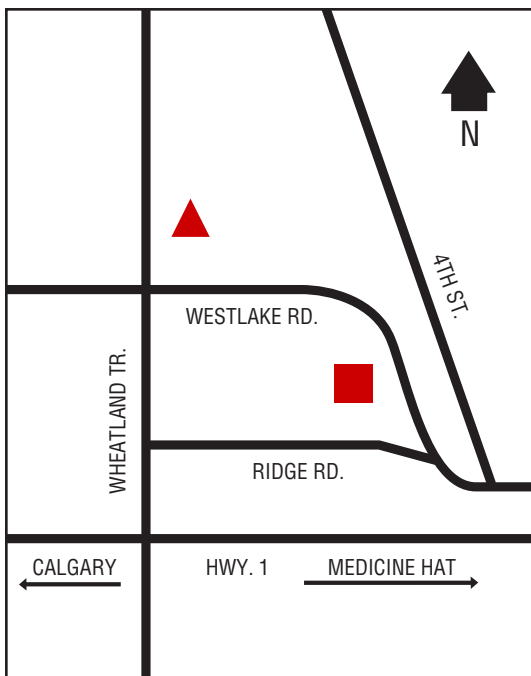 N
4TH ST.
WESTLAKE RD.
WHEATLAND TR.
RIDGE RD.
CALGARY
HWY. 1
MEDICINE HAT